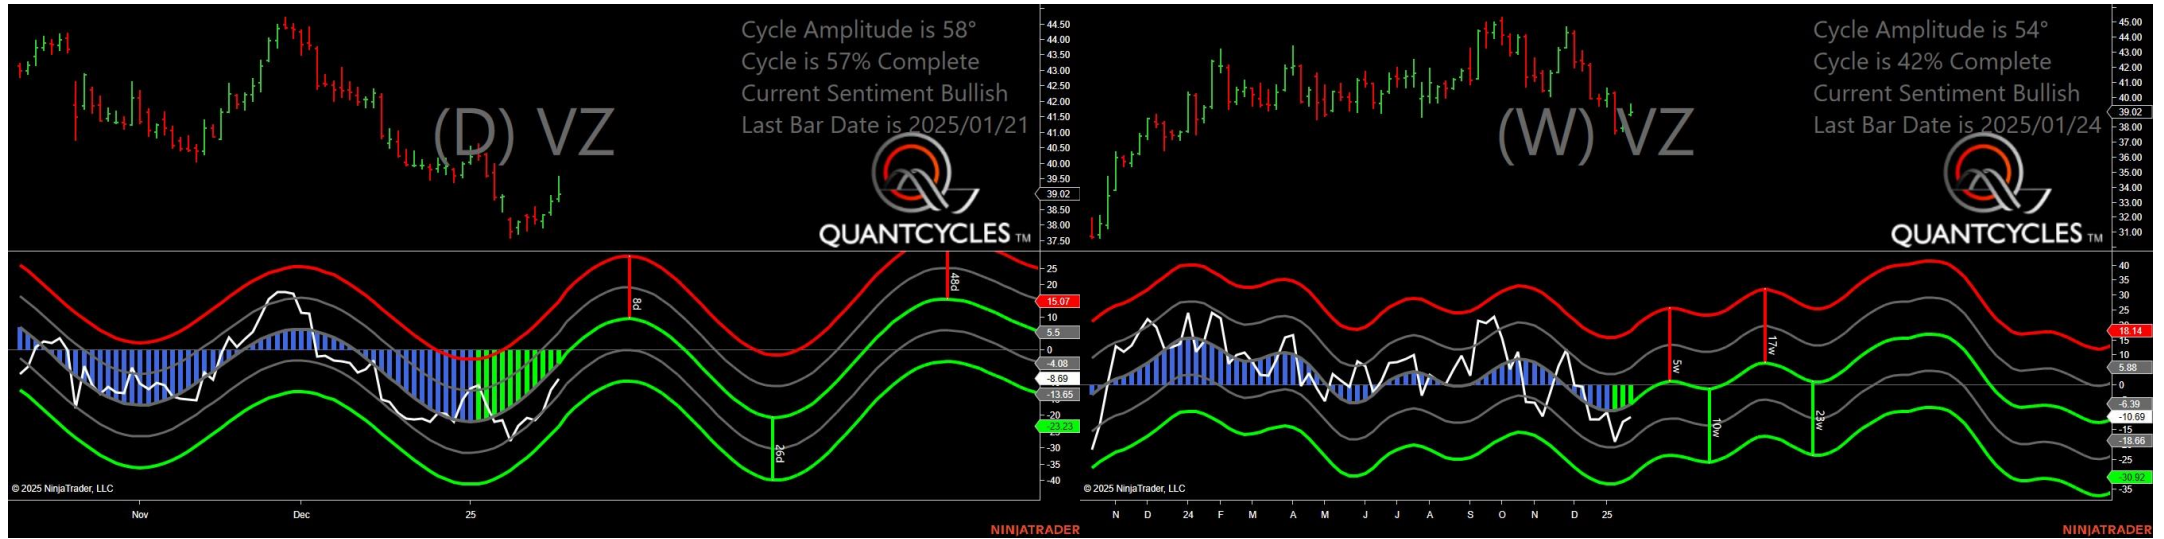 Cycle Amplitude is 58°
Cycle is 57% Complete
Current Sentiment Bullish
Last Bar Date is 2025/01/21
(D) VZ
QUANTCYCLES TM
44.50
44.00
43.50
43.00
42.50
42.00
41.50
41.00
40.50
40.00
39.50
39.02
38.50
38.00
37.50
25
20
15.07
10
5.5
0
-4.08
-8.69
-13.65
-20
-23.23
-30
-35
-40
8d
26d
48d
© 2025 NinjaTrader, LLC
Nov
Dec
25
NINJATRADER
Cycle Amplitude is 54°
Cycle is 42% Complete
Current Sentiment Bullish
Last Bar Date is 2025/01/24
(W) VZ
QUANTCYCLES TM
45.00
44.00
43.00
42.00
41.00
40.00
39.02
38.00
37.00
36.00
35.00
34.00
33.00
32.00
31.00
40
35
30
25
18.14
15
10
5.88
0
-6.39
-10.69
-15
-18.66
-25
-30.92
-35
5w
10w
17w
23w
© 2025 NinjaTrader, LLC
N
D
24
F
M
A
M
J
J
A
S
O
N
D
25
NINJATRADER